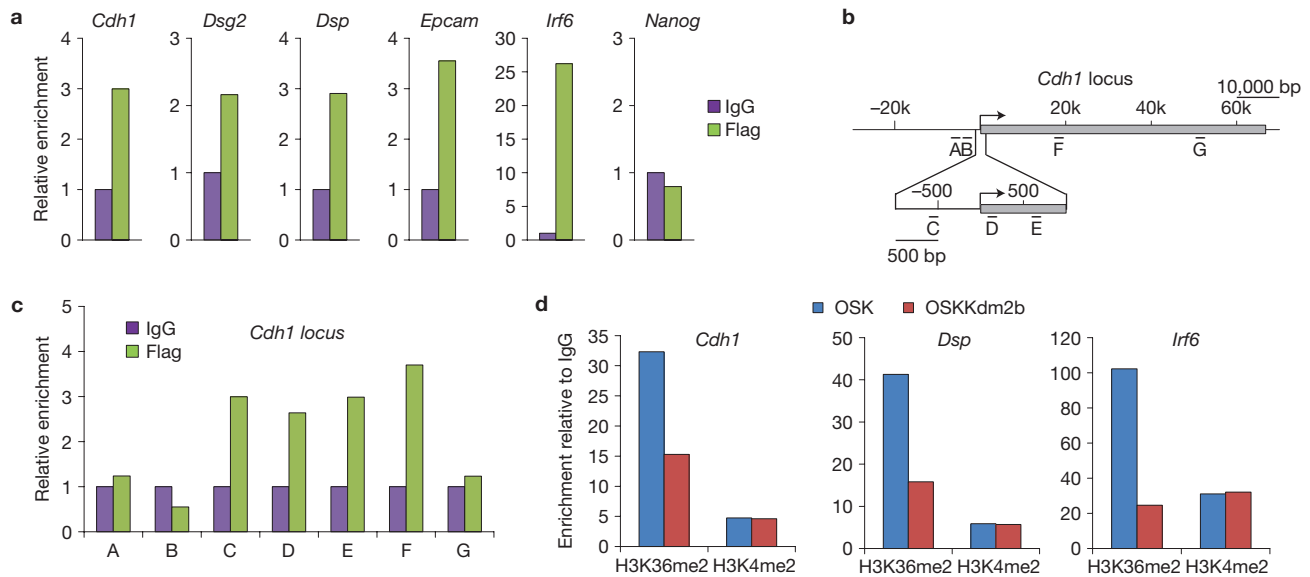 a
Cdh1
Dsg2
Dsp
Epcam
Irf6
Nanog
Relative enrichment
4
3
2
1
0
3
2
1
0
4
3
2
1
0
4
3
2
1
0
30
25
20
15
10
5
0
3
2
1
0
IgG
Flag
b
Cdh1 locus
10,000 bp
–20k
20k
40k
60k
A
B
F
G
–500
500
C
D
E
500 bp
c
Cdh1 locus
IgG
Flag
Relative enrichment
5
4
3
2
1
0
A
B
C
D
E
F
G
d
OSK
OSKKdm2b
Enrichment relative to IgG
Cdh1
35
30
25
20
15
10
5
0
H3K36me2
H3K4me2
Dsp
50
40
30
20
10
0
H3K36me2
H3K4me2
Irf6
120
100
80
60
40
20
0
H3K36me2
H3K4me2